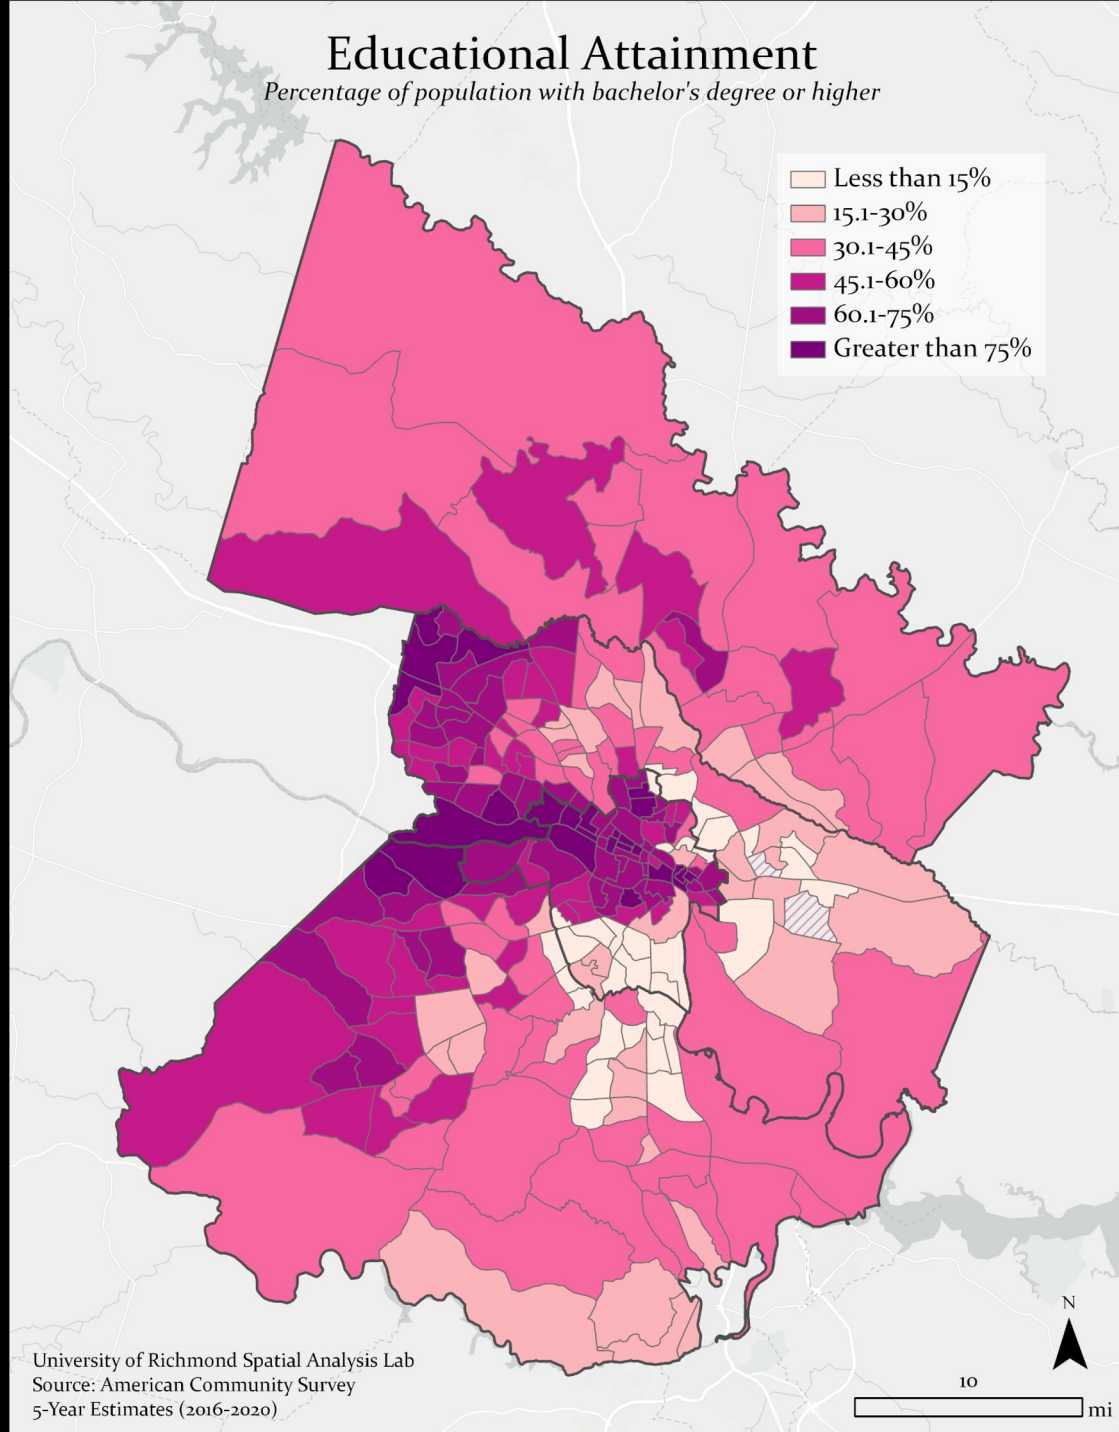 Educational Attainment
Percentage of population with bachelor's degree or higher
Less than 15%
15.1-30%
30.1-45%
45.1-60%
60.1-75%
Greater than 75%
N
University of Richmond Spatial Analysis Lab
Source: American Community Survey
5-Year Estimates (2016-2020)
10
mi